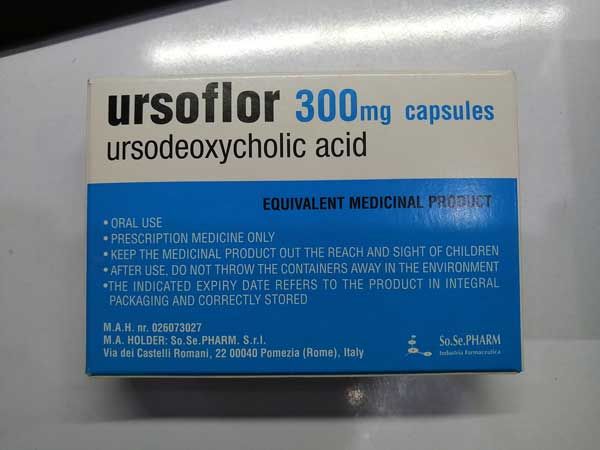 ursoflor 300mg capsules
ursodeoxycholic acid
EQUIVALENT MEDICINAL PRODUCT
• ORAL USE
• PRESCRIPTION MEDICINE ONLY
• KEEP THE MEDICINAL PRODUCT OUT THE REACH AND SIGHT OF CHILDREN
• AFTER USE, DO NOT THROW THE CONTAINERS AWAY IN THE ENVIRONMENT
• THE INDICATED EXPIRY DATE REFERS TO THE PRODUCT IN INTEGRAL
PACKAGING AND CORRECTLY STORED
M.A.H. nr. 026073027
M.A. HOLDER: So.Se.PHARM. S.r.l.
Via dei Castelli Romani, 22 00040 Pomezia (Rome), Italy
So.Se.PHARM
Industria Farmaceutica